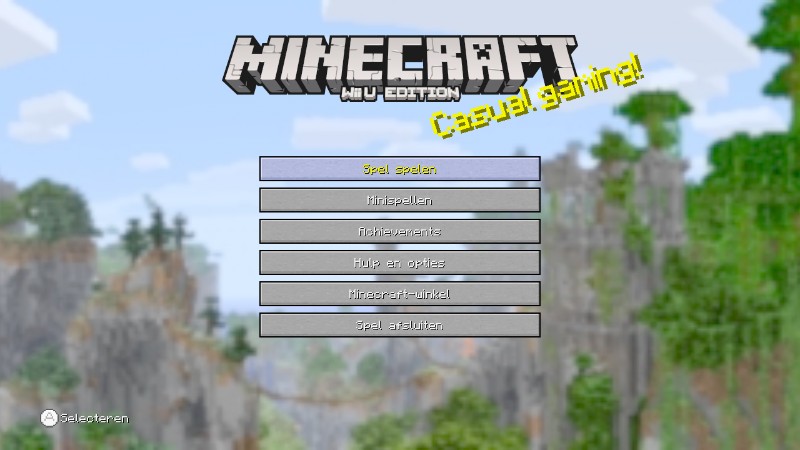 MINECRAFT
Wii U EDITION
Casual gaming!
Spel spelen
Minispellen
Achievements
Hulp en opties
Minecraft-winkel
Spel afsluiten
A Selecteren